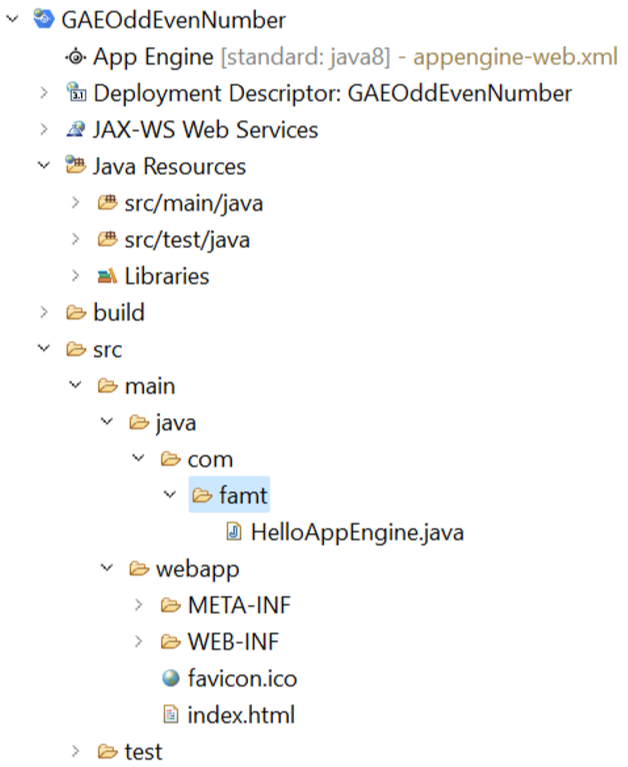 GAEOddEvenNumber
App Engine [standard: java8] - appengine-web.xml
Deployment Descriptor: GAEOddEvenNumber
JAX-WS Web Services
Java Resources
src/main/java
src/test/java
Libraries
build
src
main
java
com
famt
HelloAppEngine.java
webapp
META-INF
WEB-INF
favicon.ico
index.html
test